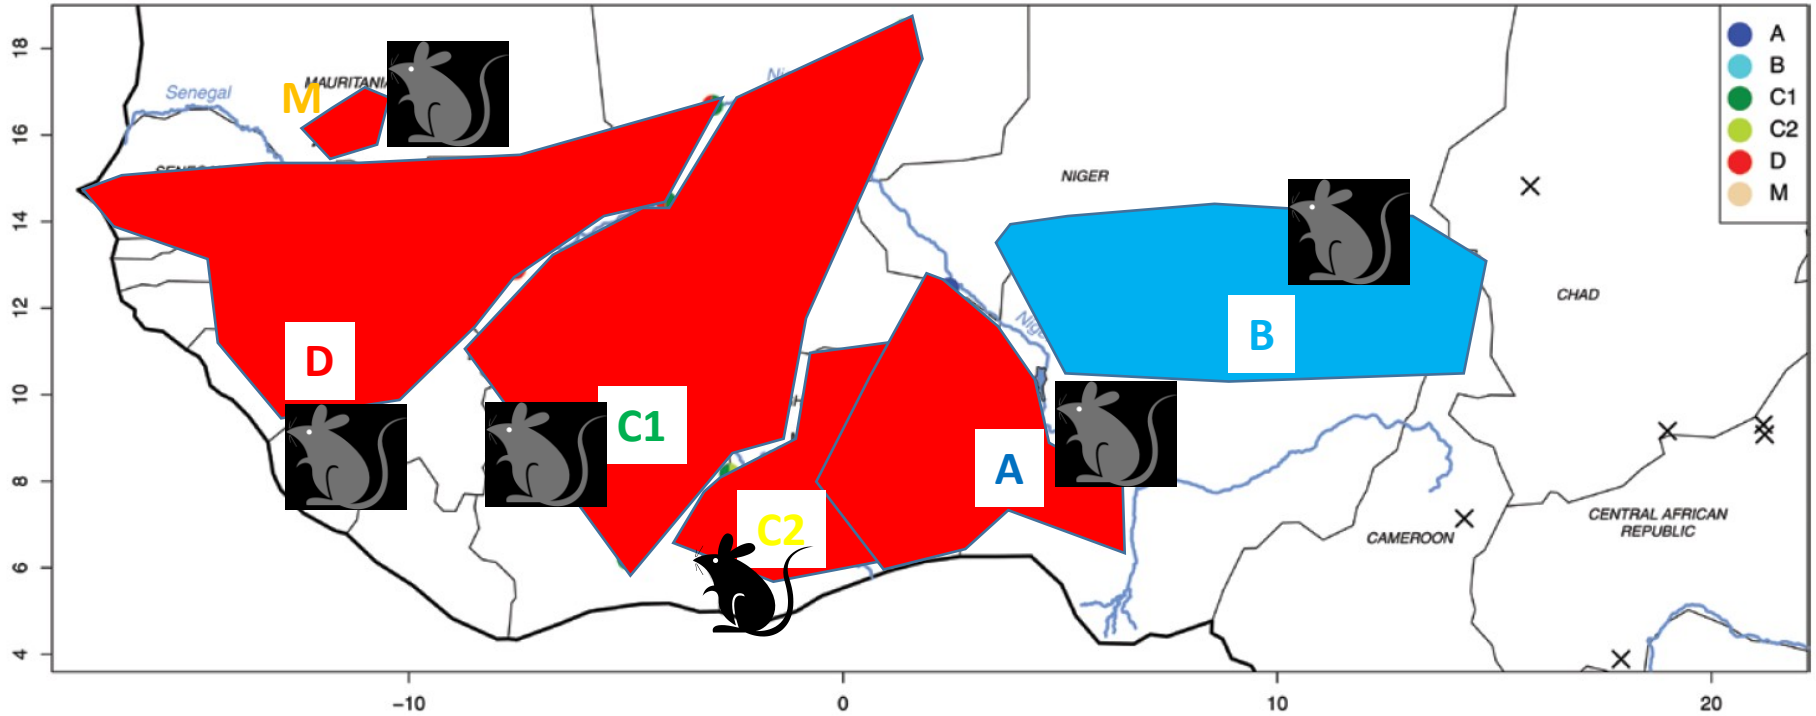 18
16
14
12
10
8
6
4
-10
0
10
20
Senegal
M
MAURITANIA
NIGER
CHAD
CENTRAL AFRICAN
REPUBLIC
CAMEROON
D
C1
C2
A
B
A
B
C1
C2
D
M